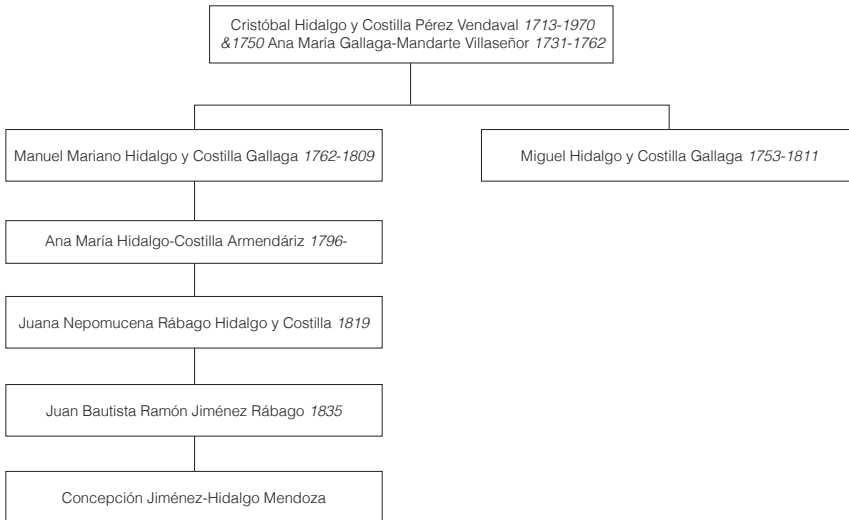 Cristóbal Hidalgo y Costilla Pérez Vendaval 1713-1970
&1750 Ana María Gallaga-Mandarte Villaseñor 1731-1762
Manuel Mariano Hidalgo y Costilla Gallaga 1762-1809
Miguel Hidalgo y Costilla Gallaga 1753-1811
Ana María Hidalgo-Costilla Armendáriz 1796-
Juana Nepomucena Rábago Hidalgo y Costilla 1819
Juan Bautista Ramón Jiménez Rábago 1835
Concepción Jiménez-Hidalgo Mendoza